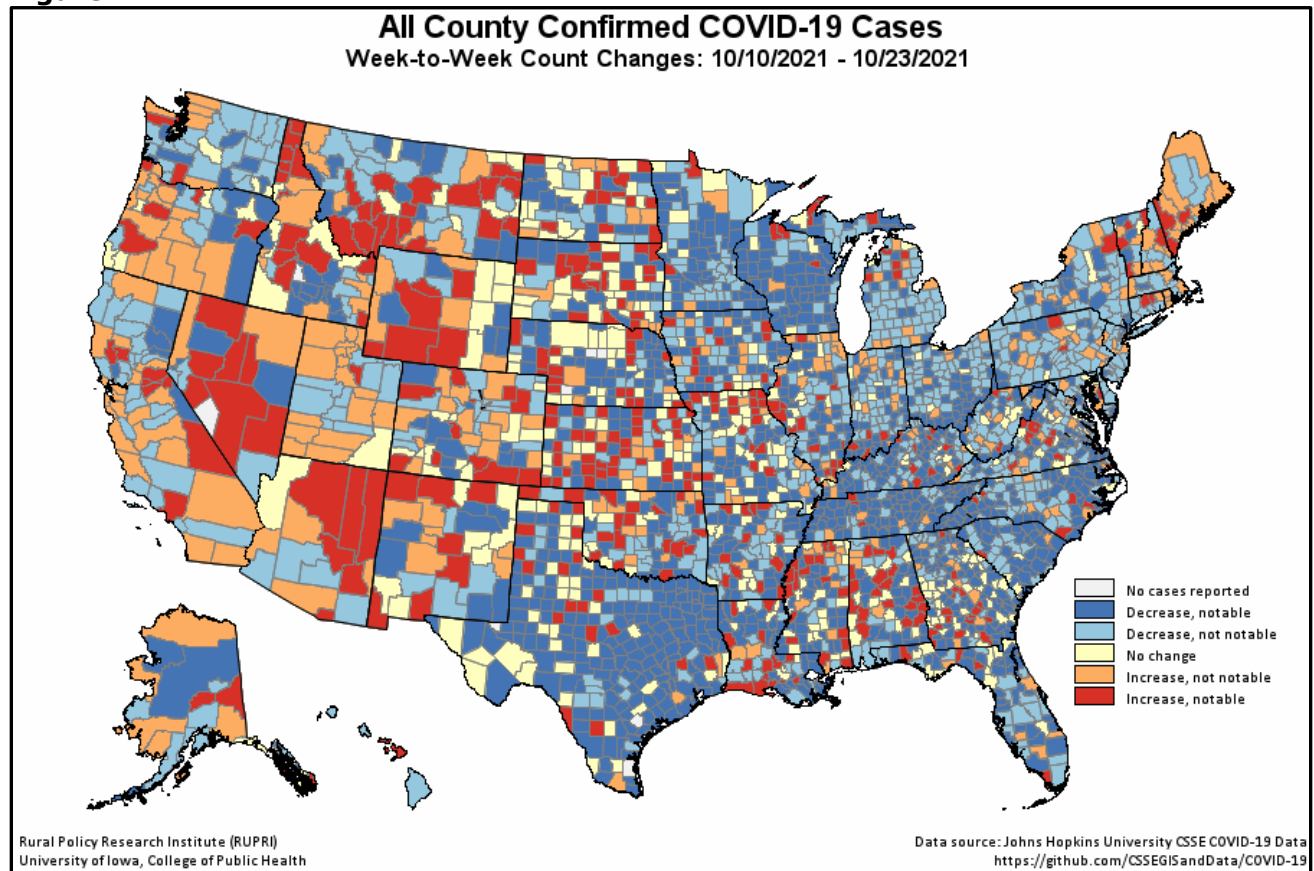 All County Confirmed COVID-19 Cases
Week-to-Week Count Changes: 10/10/2021 - 10/23/2021
No cases reported
Decrease, notable
Decrease, not notable
No change
Increase, not notable
Increase, notable
Rural Policy Research Institute (RUPRI)
University of Iowa, College of Public Health
Data source: Johns Hopkins University CSSE COVID-19 Data
https://github.com/CSSEGISandData/COVID-19